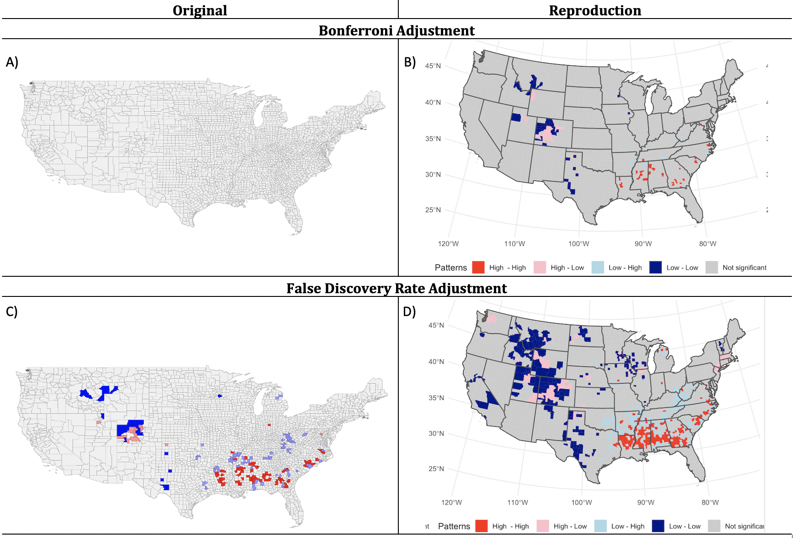 Original Reproduction
Bonferroni Adjustment
A) B)
45°N
40°N
35°N
30°N
25°N
120°W 110°W 100°W 90°W 80°W
Patterns High - High High - Low Low - High Low - Low Not significant
False Discovery Rate Adjustment
C) D)
45°N
40°N
35°N
30°N
25°N
120°W 110°W 100°W 90°W 80°W
Patterns High - High High - Low Low - High Low - Low Not significar